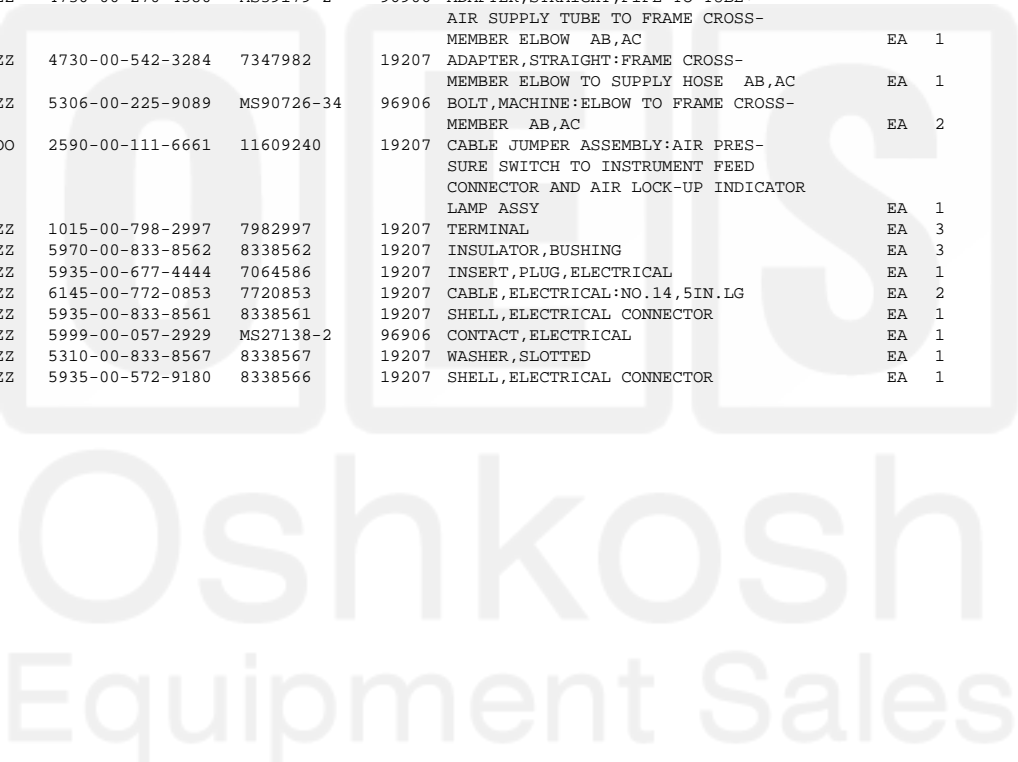 AIR SUPPLY TUBE TO FRAME CROSS-
MEMBER ELBOW AB,AC EA 1
ZZ 4730-00-542-3284 7347982 19207 ADAPTER,STRAIGHT:FRAME CROSS-
MEMBER ELBOW TO SUPPLY HOSE AB,AC EA 1
ZZ 5306-00-225-9089 MS90726-34 96906 BOLT,MACHINE:ELBOW TO FRAME CROSS-
MEMBER AB,AC EA 2
OO 2590-00-111-6661 11609240 19207 CABLE JUMPER ASSEMBLY:AIR PRES-
SURE SWITCH TO INSTRUMENT FEED
CONNECTOR AND AIR LOCK-UP INDICATOR
LAMP ASSY EA 1
ZZ 1015-00-798-2997 7982997 19207 TERMINAL EA 3
ZZ 5970-00-833-8562 8338562 19207 INSULATOR,BUSHING EA 3
ZZ 5935-00-677-4444 7064586 19207 INSERT,PLUG,ELECTRICAL EA 1
ZZ 6145-00-772-0853 7720853 19207 CABLE,ELECTRICAL:NO.14,5IN.LG EA 2
ZZ 5935-00-833-8561 8338561 19207 SHELL,ELECTRICAL CONNECTOR EA 1
ZZ 5999-00-057-2929 MS27138-2 96906 CONTACT,ELECTRICAL EA 1
ZZ 5310-00-833-8567 8338567 19207 WASHER,SLOTTED EA 1
ZZ 5935-00-572-9180 8338566 19207 SHELL,ELECTRICAL CONNECTOR EA 1
OES
Oshkosh
Equipment Sales